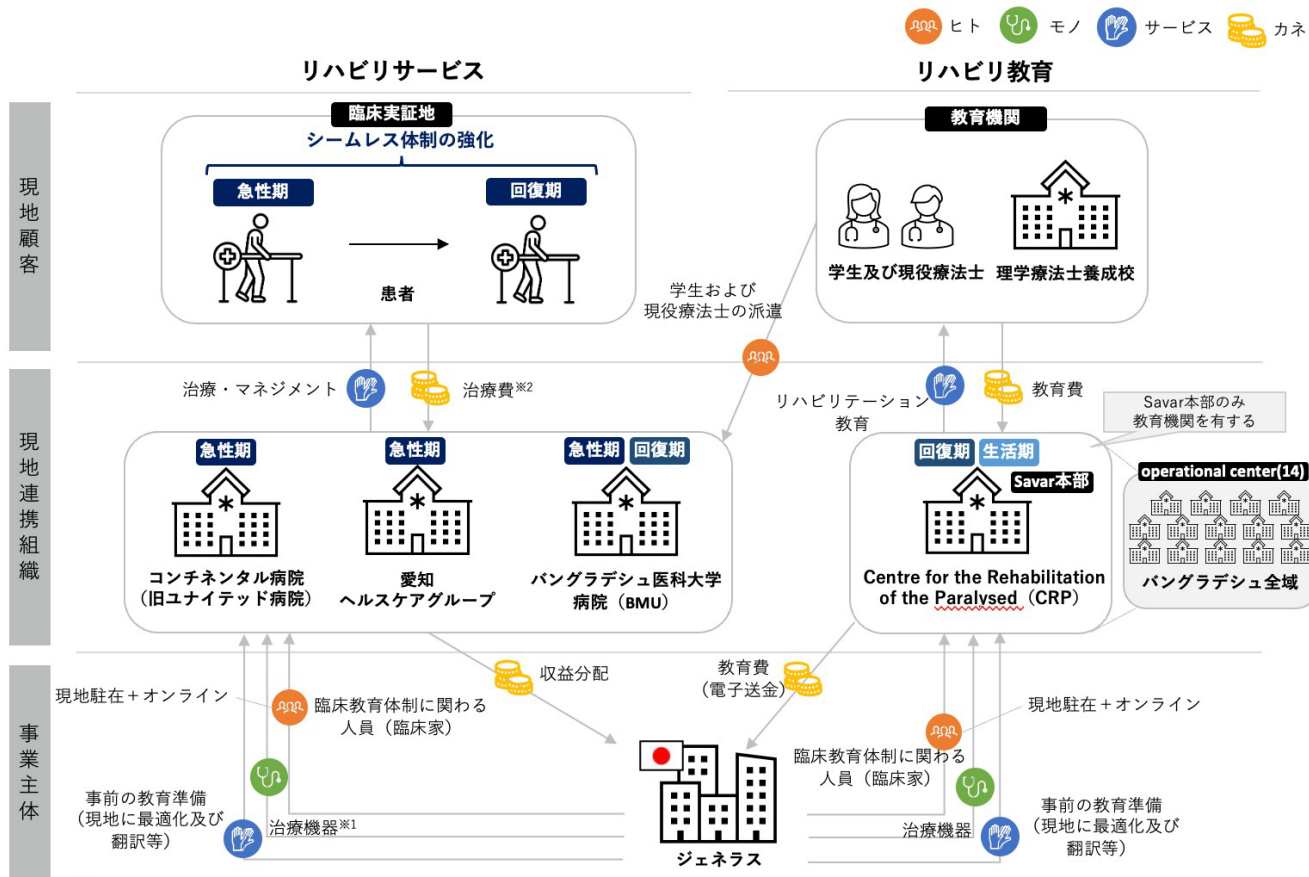 ヒト
モノ
サービス
カネ
リハビリサービス
リハビリ教育
現地顧客
臨床実証地
シームレス体制の強化
急性期
回復期
患者
教育機関
学生及び現役療法士
理学療法士養成校
学生および
現役療法士の派遣
治療・マネジメント
治療費※2
リハビリテーション
教育
教育費
Savar本部のみ
教育機関を有する
現地連携組織
急性期
急性期
急性期
回復期
コンチネンタル病院
(旧ユナイテッド病院)
愛知
ヘルスケアグループ
バングラデシュ医科大学
病院(BMU)
回復期
生活期
Savar本部
Centre for the Rehabilitation
of the Paralysed(CRP)
operational center(14)
バングラデシュ全域
事業主体
収益分配
教育費
(電子送金)
現地駐在+オンライン
臨床教育体制に関わる
人員(臨床家)
事前の教育準備
(現地に最適化及び
翻訳等)
治療機器※1
ジェネラス
現地駐在+オンライン
臨床教育体制に関わる
人員(臨床家)
治療機器
事前の教育準備
(現地に最適化及び
翻訳等)